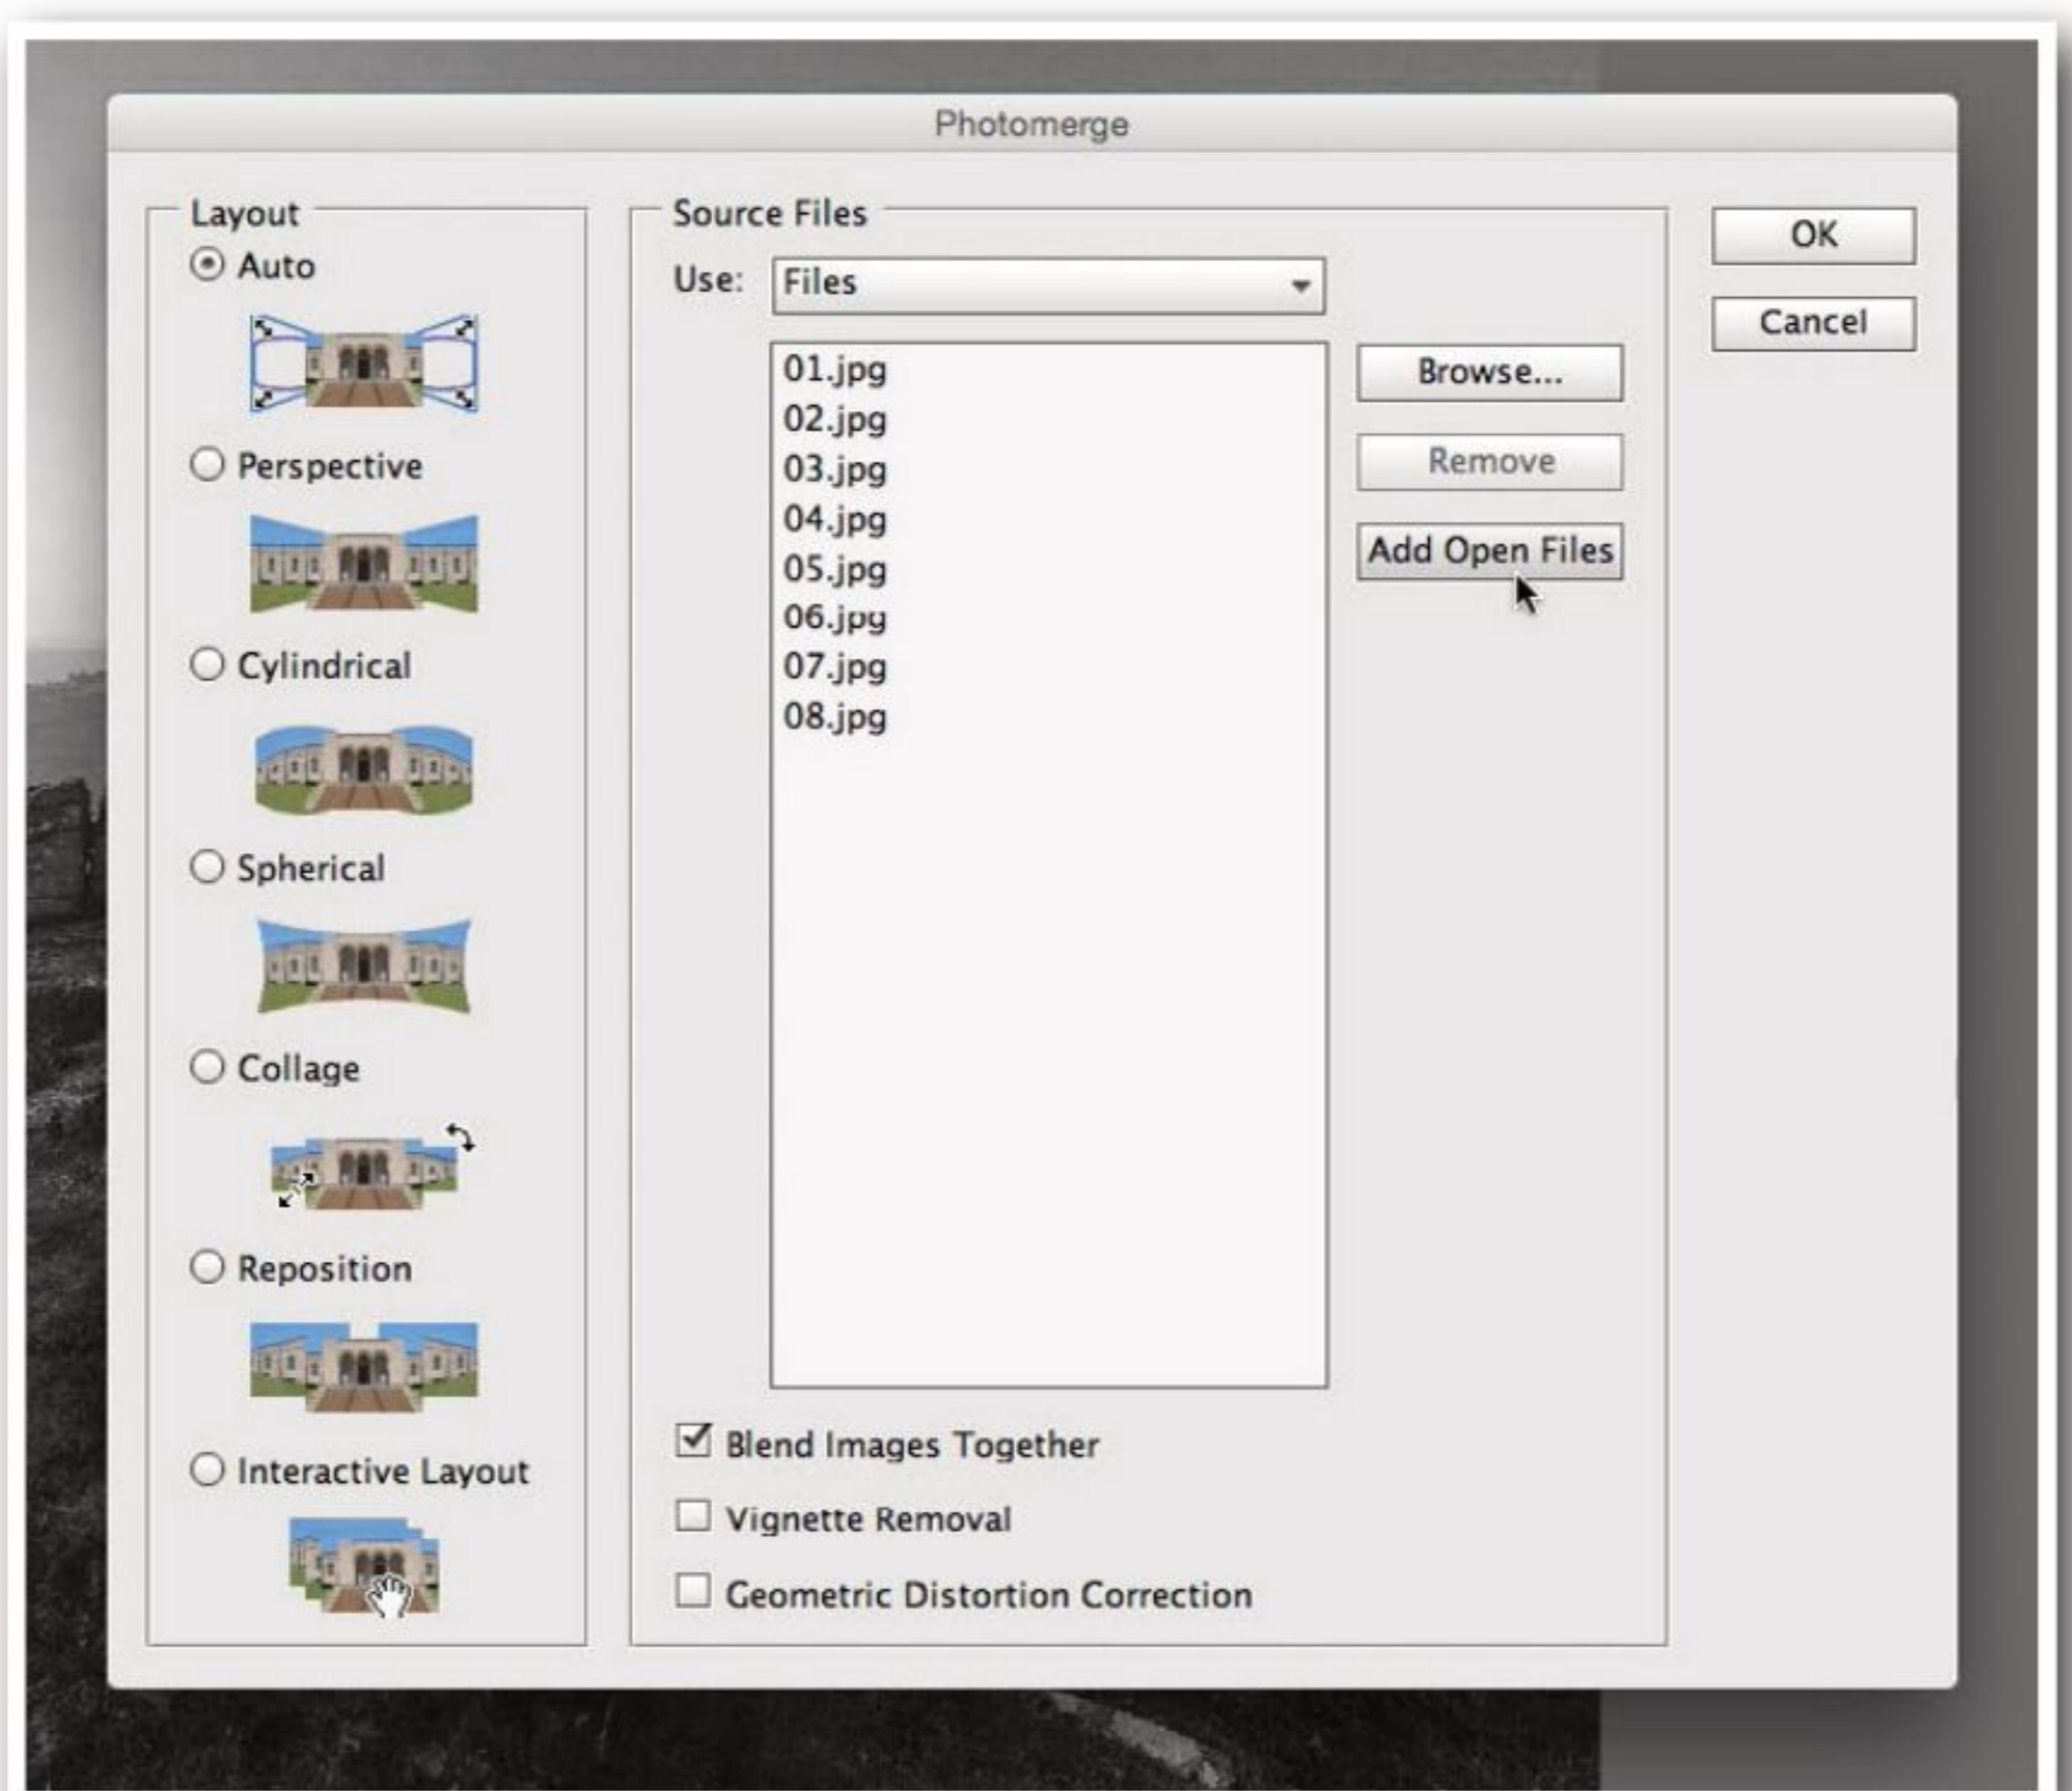 Photomerge
Layout
Auto
Perspective
Cylindrical
Spherical
Collage
Reposition
Interactive Layout
Source Files
Use: Files
01.jpg
02.jpg
03.jpg
04.jpg
05.jpg
06.jpg
07.jpg
08.jpg
Browse...
Remove
Add Open Files
Blend Images Together
Vignette Removal
Geometric Distortion Correction
OK
Cancel